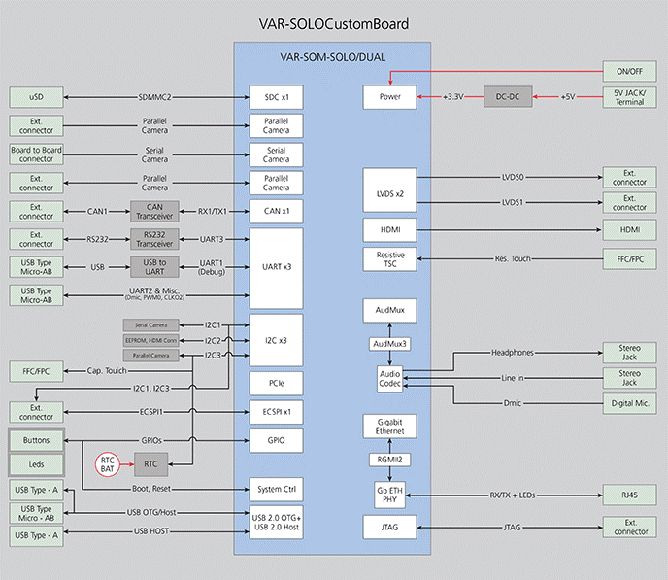 VAR-SOLOCustomBoard
VAR-SOM-SOLO/DUAL
ON/OFF
uSD
SDMMC2
SDC x1
Power
+3.3V
DC-DC
+5V
5V JACK/
Terminal
Ext.
connector
Parallel
Camera
Parallel
Camera
Board to Board
connector
Serial
Camera
Serial
Camera
Ext.
connector
Parallel
Camera
Parallel
Camera
LVDS x2
LVDS0
Ext.
connector
LVDS1
Ext.
connector
Ext.
connector
CAN1
CAN
Transceiver
RX1/TX1
CAN x1
HDMI
HDMI
Ext.
connector
RS232
RS232
Transceiver
UART3
UART x3
Resistive
TSC
Res. Touch
FFC/FPC
USB Type
Micro-AB
USB
USB to
UART
UART1
(Debug)
USB Type
Micro-AB
UART2 & Misc.
(Dmic, PWM0, CLKO2)
AudMux
Serial Camera
I2C1
I2C x3
EEPROM, HDMI Conn
I2C2
AudMux3
Parallel Camera
I2C3
Headphones
Stereo
Jack
FFC/FPC
Cap. Touch
Audio
Codec
Line in
Stereo
Jack
I2C1, I2C3
PCIe
Dmic
Digital Mic.
Ext.
connector
ECSPI1
ECSPI x1
Gigabit
Ethernet
Buttons
GPIOs
GPIO
Leds
RTC
BAT
RTC
RGMII2
USB Type - A
Boot, Reset
System Ctrl
Gb ETH
PHY
RX/TX + LEDs
RJ45
USB Type
Micro - AB
USB OTG/Host
USB 2.0 OTG+
USB 2.0 Host
USB Type - A
USB HOST
JTAG
JTAG
Ext.
connector